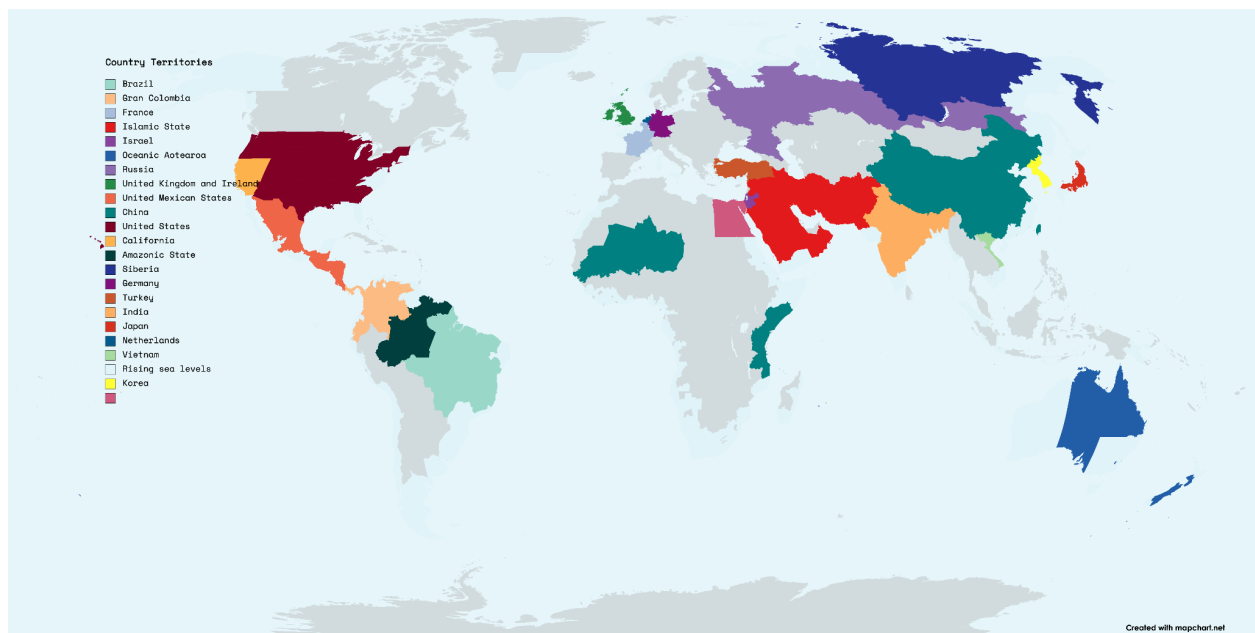 Country Territories
Brazil
Gran Colombia
France
Islamic State
Israel
Oceanic Aotearoa
Russia
United Kingdom and Ireland
United Mexican States
China
United States
California
Amazonic State
Siberia
Germany
Turkey
India
Japan
Netherlands
Vietnam
Rising sea levels
Korea
Created with mapchart.net